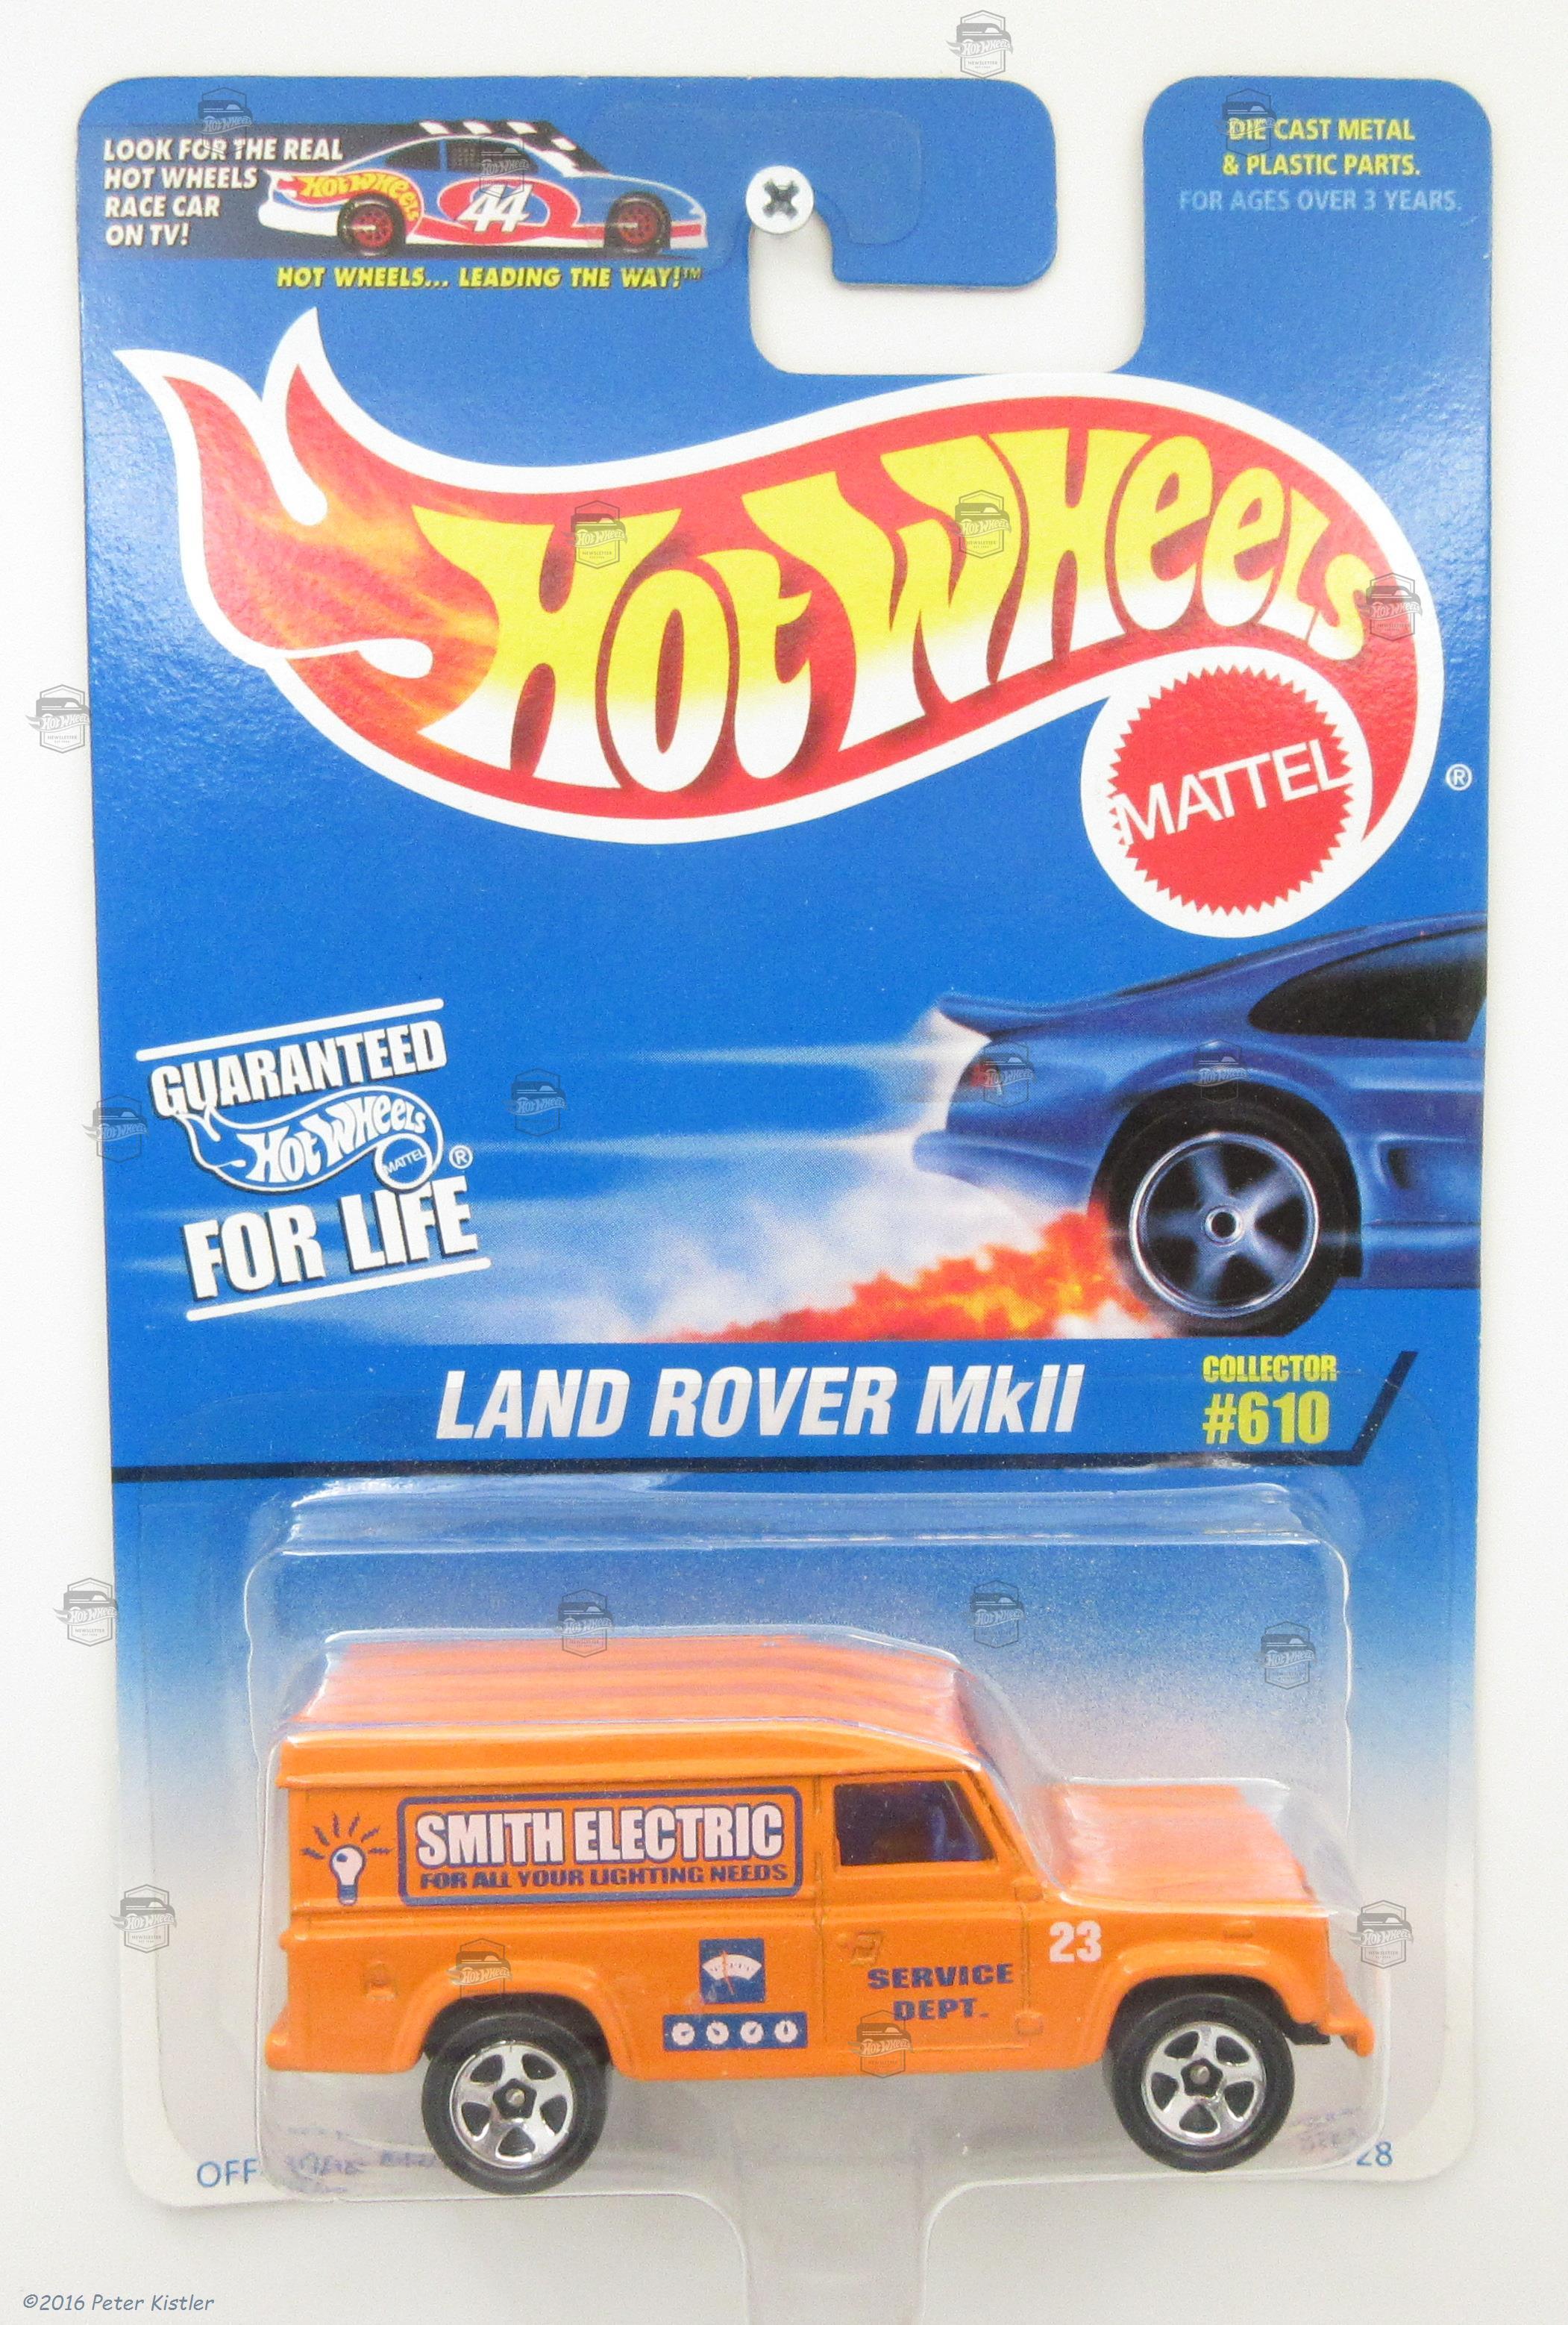 LOOK FOR THE REAL
HOT WHEELS
RACE CAR
ON TV!
HOT WHEELS
44
HOT WHEELS... LEADING THE WAY!™
DIE CAST METAL
& PLASTIC PARTS.
FOR AGES OVER 3 YEARS.
HOT WHEELS
MATTEL
®
GUARANTEED
HOT WHEELS
MATTEL
®
FOR LIFE
LAND ROVER MkII
COLLECTOR
#610
SMITH ELECTRIC
FOR ALL YOUR LIGHTING NEEDS
23
SERVICE
DEPT.
OFF-
28
©2016 Peter Kistler